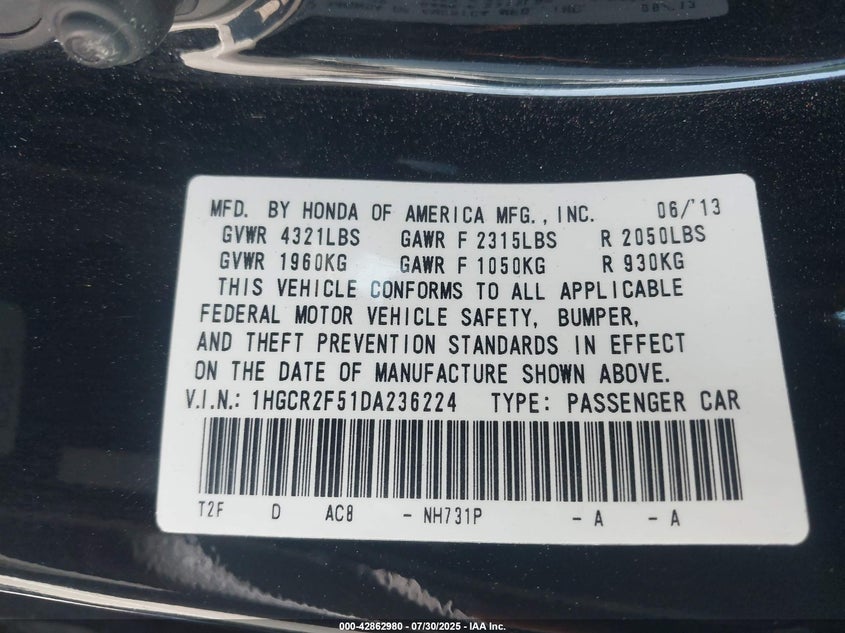 08/'13
MFD. BY HONDA OF AMERICA MFG., INC. 06/'13
GVWR 4321LBS GAWR F 2315LBS R 2050LBS
GVWR 1960KG GAWR F 1050KG R 930KG
THIS VEHICLE CONFORMS TO ALL APPLICABLE
FEDERAL MOTOR VEHICLE SAFETY, BUMPER,
AND THEFT PREVENTION STANDARDS IN EFFECT
ON THE DATE OF MANUFACTURE SHOWN ABOVE.
V.I.N.: 1HGCR2F51DA236224 TYPE: PASSENGER CAR
T2F D AC8 - NH731P - A - A
000-42862980 - 07/30/2025 - IAA Inc.